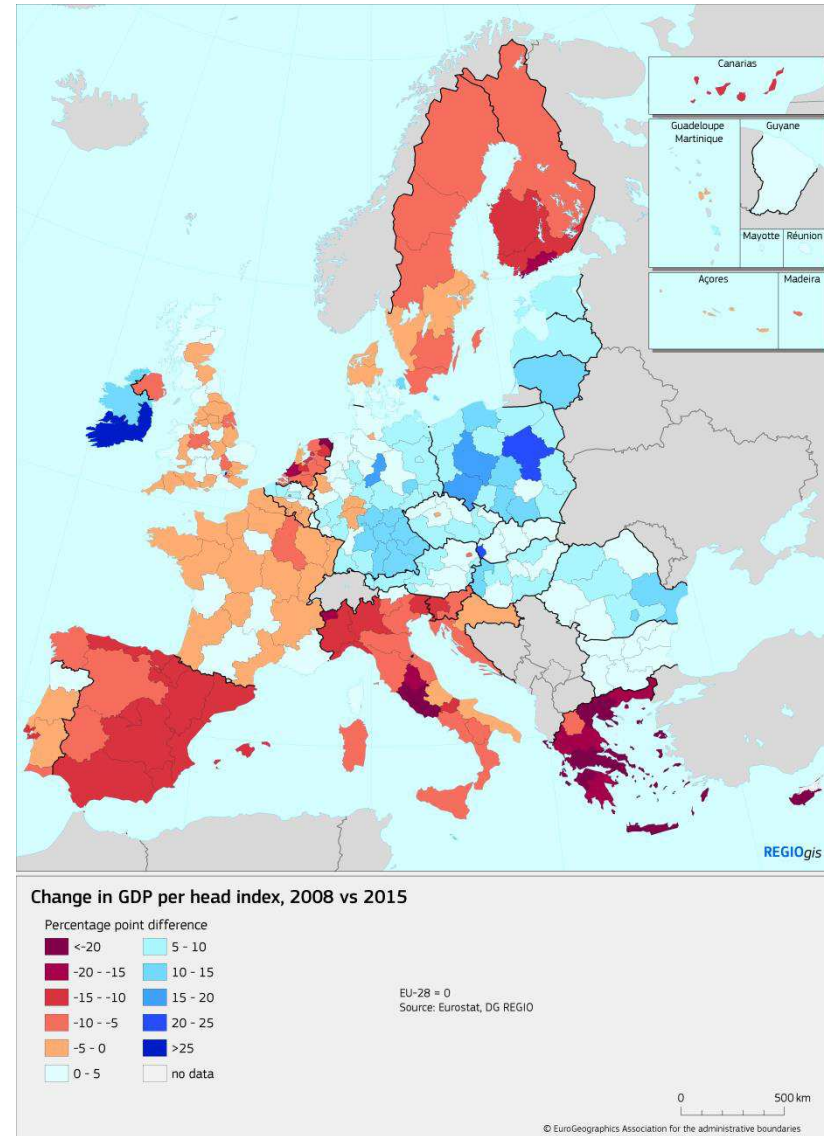 Canarias
Guadeloupe
Martinique
Guyane
Mayotte
Réunion
Açores
Madeira
REGIOgis
Change in GDP per head index, 2008 vs 2015
Percentage point difference
<-20
-20 - -15
-15 - -10
-10 - -5
-5 - 0
0 - 5
5 - 10
10 - 15
15 - 20
20 - 25
>25
no data
EU-28 = 0
Source: Eurostat, DG REGIO
0 500 km
© EuroGeographics Association for the administrative boundaries